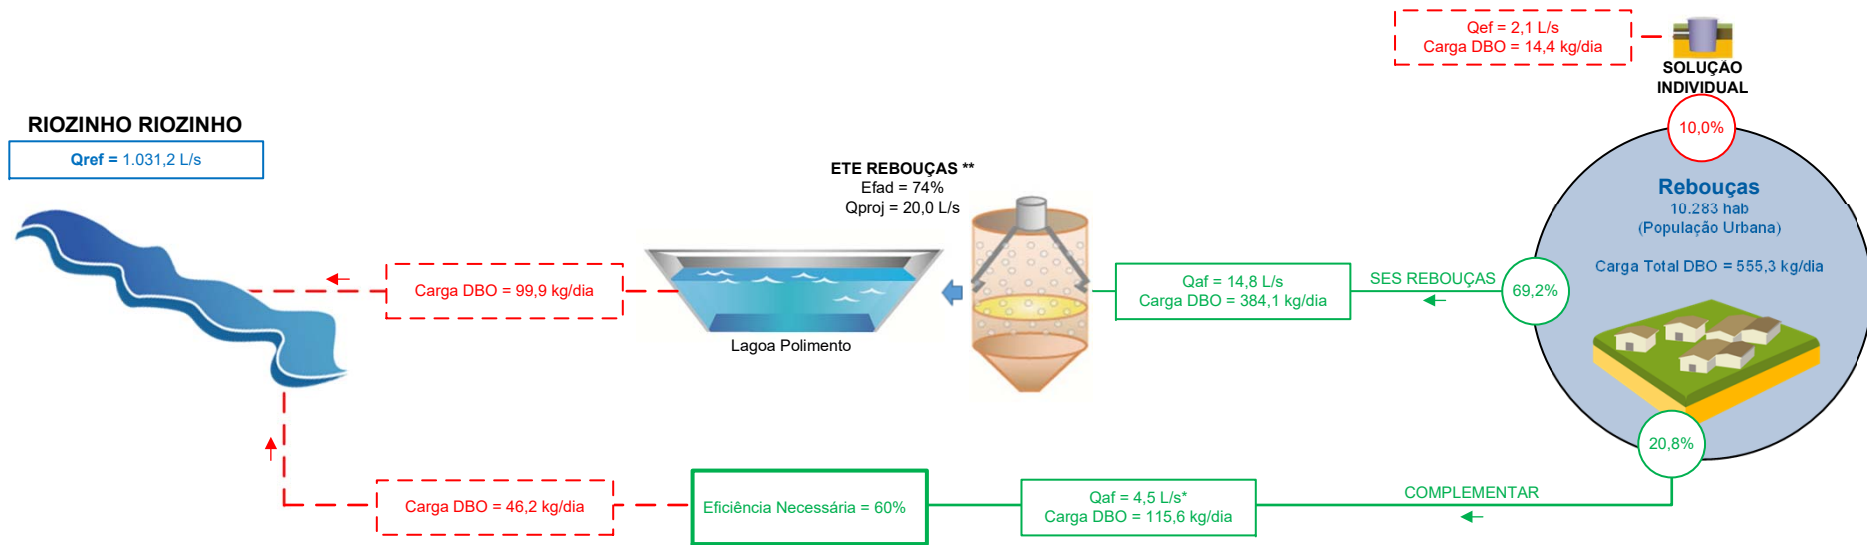 Qef = 2,1 L/s
Carga DBO = 14,4 kg/dia
SOLUÇÃO
INDIVIDUAL
10,0%
RIOZINHO RIOZINHO
Qref = 1.031,2 L/s
ETE REBOUÇAS **
Efad = 74%
Qproj = 20,0 L/s
Rebouças
10.283 hab
(População Urbana)
Carga Total DBO = 555,3 kg/dia
Carga DBO = 99,9 kg/dia
Lagoa Polimento
Qaf = 14,8 L/s
Carga DBO = 384,1 kg/dia
SES REBOUÇAS
69,2%
20,8%
Carga DBO = 46,2 kg/dia
Eficiência Necessária = 60%
Qaf = 4,5 L/s*
Carga DBO = 115,6 kg/dia
COMPLEMENTAR